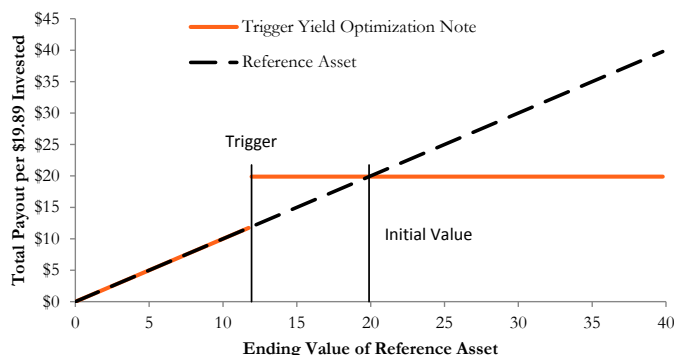 $45
$40
$35
$30
$25
$20
$15
$10
$5
$0
Total Payout per $19.89 Invested
Trigger Yield Optimization Note
Reference Asset
Trigger
Initial Value
0 5 10 15 20 25 30 35 40
Ending Value of Reference Asset